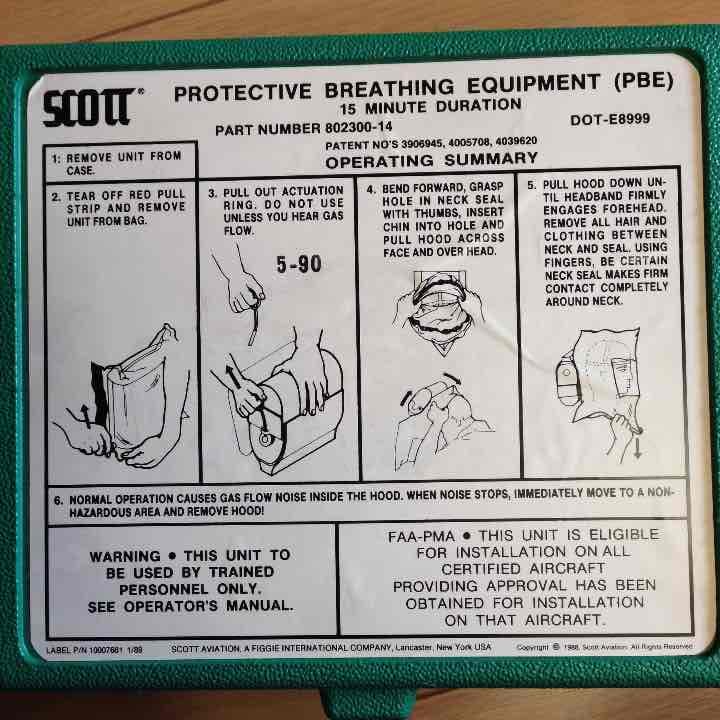 SCOTT®
PROTECTIVE BREATHING EQUIPMENT (PBE)
15 MINUTE DURATION
PART NUMBER 802300-14
DOT-E8999
PATENT NO'S 3906945, 4005708, 4039620
OPERATING SUMMARY
1: REMOVE UNIT FROM
CASE.
2. TEAR OFF RED PULL
STRIP AND REMOVE
UNIT FROM BAG.
3. PULL OUT ACTUATION
RING. DO NOT USE
UNLESS YOU HEAR GAS
FLOW.
5-90
4. BEND FORWARD, GRASP
HOLE IN NECK SEAL
WITH THUMBS, INSERT
CHIN INTO HOLE AND
PULL HOOD ACROSS
FACE AND OVER HEAD.
5. PULL HOOD DOWN UN-
TIL HEADBAND FIRMLY
ENGAGES FOREHEAD.
REMOVE ALL HAIR AND
CLOTHING BETWEEN
NECK AND SEAL. USING
FINGERS, BE CERTAIN
NECK SEAL MAKES FIRM
CONTACT COMPLETELY
AROUND NECK.
6. NORMAL OPERATION CAUSES GAS FLOW NOISE INSIDE THE HOOD. WHEN NOISE STOPS, IMMEDIATELY MOVE TO A NON-
HAZARDOUS AREA AND REMOVE HOOD!
WARNING • THIS UNIT TO
BE USED BY TRAINED
PERSONNEL ONLY.
SEE OPERATOR'S MANUAL.
FAA-PMA • THIS UNIT IS ELIGIBLE
FOR INSTALLATION ON ALL
CERTIFIED AIRCRAFT
PROVIDING APPROVAL HAS BEEN
OBTAINED FOR INSTALLATION
ON THAT AIRCRAFT.
LABEL P/N 10007661 1/89
SCOTT AVIATION, A FIGGIE INTERNATIONAL COMPANY, Lancaster, New York USA
Copyright © 1988, Scott Aviation. All Rights Reserved